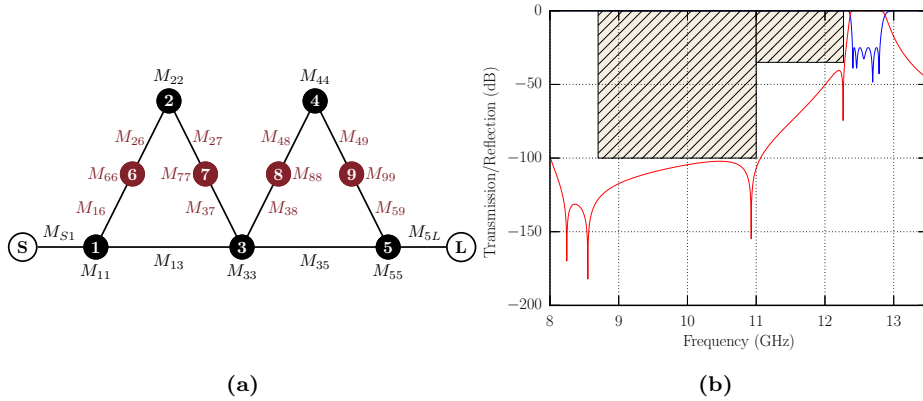 M22
M44
2
4
M26
M27
M48
M49
M66
6
M77
7
8
M88
9
M99
M16
M37
M38
M59
MS1
M5L
S
1
3
5
L
M11
M13
M33
M35
M55
(a)
Transmission/Reflection (dB)
0
−50
−100
−150
−200
8
9
10
11
12
13
Frequency (GHz)
(b)